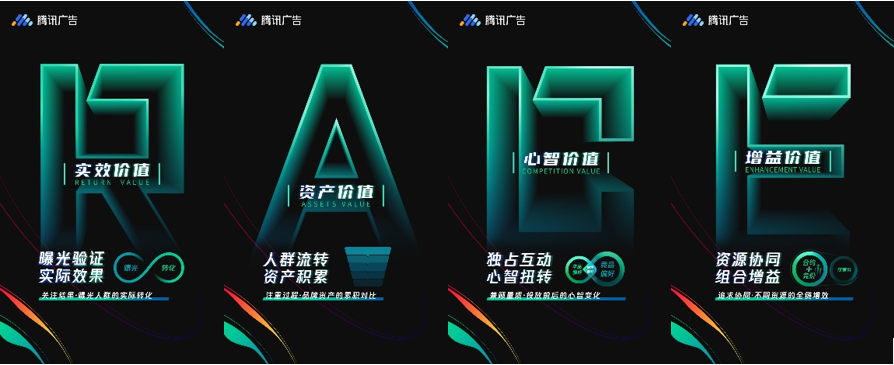 腾讯广告
R
实效价值
RETURN VALUE
曝光验证
实际效果
曝光
转化
关注结果·曝光人群的实际转化
腾讯广告
A
资产价值
ASSETS VALUE
人群流转
资产积累
注重过程·品牌资产的累积对比
腾讯广告
C
心智价值
COMPETITION VALUE
独占互动
心智扭转
商品
偏好
兼顾量质·投放前后的心智变化
腾讯广告
E
增益价值
ENHANCEMENT VALUE
资源协同
组合增益
合约
+
竞价
追求协同·不同资源的全链增效